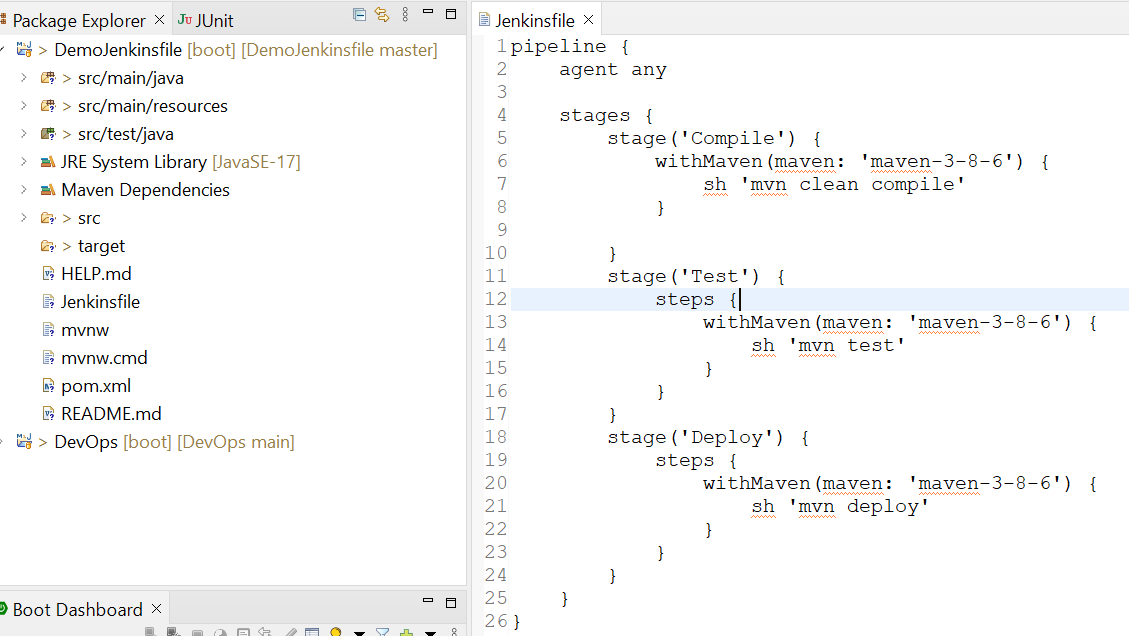 Package Explorer
JUnit
> DemoJenkinsfile [boot] [DemoJenkinsfile master]
> src/main/java
> src/main/resources
> src/test/java
JRE System Library [JavaSE-17]
Maven Dependencies
> src
> target
HELP.md
Jenkinsfile
mvnw
mvnw.cmd
pom.xml
README.md
> DevOps [boot] [DevOps main]
Boot Dashboard
Jenkinsfile
1 pipeline {
2     agent any
3
4     stages {
5         stage('Compile') {
6             withMaven(maven: 'maven-3-8-6') {
7                 sh 'mvn clean compile'
8             }
9
10         }
11         stage('Test') {
12             steps {
13                 withMaven(maven: 'maven-3-8-6') {
14                     sh 'mvn test'
15                 }
16             }
17         }
18         stage('Deploy') {
19             steps {
20                 withMaven(maven: 'maven-3-8-6') {
21                     sh 'mvn deploy'
22                 }
23             }
24         }
25     }
26 }